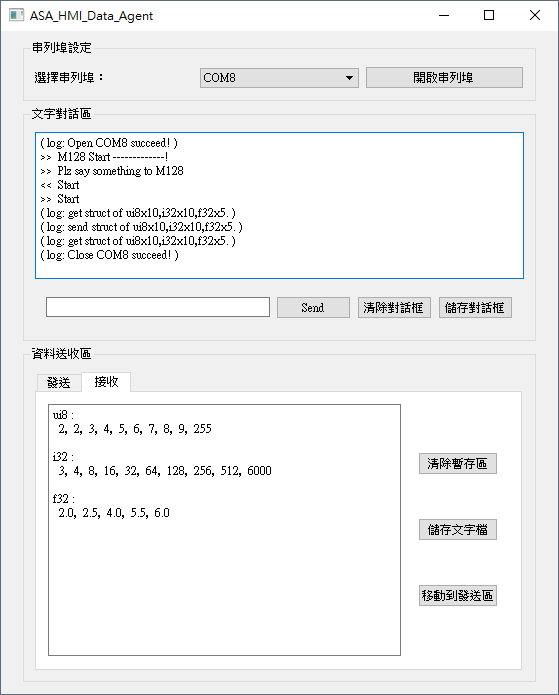 ASA_HMI_Data_Agent
串列埠設定
選擇串列埠：
COM8
開啟串列埠
文字對話區
( log: Open COM8 succeed! )
>>  M128 Start -------------!
>>  Plz say something to M128
<<  Start
>>  Start
( log: get struct of ui8x10,i32x10,f32x5. )
( log: send struct of ui8x10,i32x10,f32x5. )
( log: get struct of ui8x10,i32x10,f32x5. )
( log: Close COM8 succeed! )
Send
清除對話框
儲存對話框
資料送收區
發送
接收
ui8 :
2, 2, 3, 4, 5, 6, 7, 8, 9, 255
i32 :
3, 4, 8, 16, 32, 64, 128, 256, 512, 6000
f32 :
2.0, 2.5, 4.0, 5.5, 6.0
清除暫存區
儲存文字檔
移動到發送區